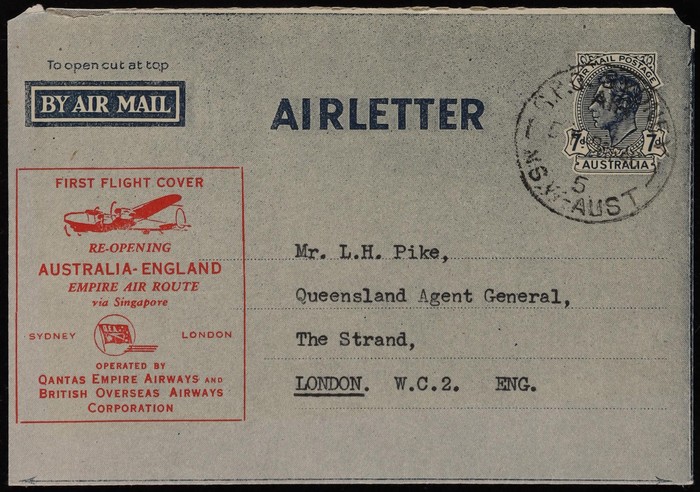 To open cut at top
BY AIR MAIL
AIRLETTER
AIR MAIL POSTAGE
7d 7d
AUSTRALIA
5
N.S.W-AUST
FIRST FLIGHT COVER
RE-OPENING
AUSTRALIA-ENGLAND
EMPIRE AIR ROUTE
via Singapore
SYDNEY LONDON
OPERATED BY
QANTAS EMPIRE AIRWAYS AND
BRITISH OVERSEAS AIRWAYS
CORPORATION
Mr. L.H. Pike,
Queensland Agent General,
The Strand,
LONDON. W.C.2. ENG.